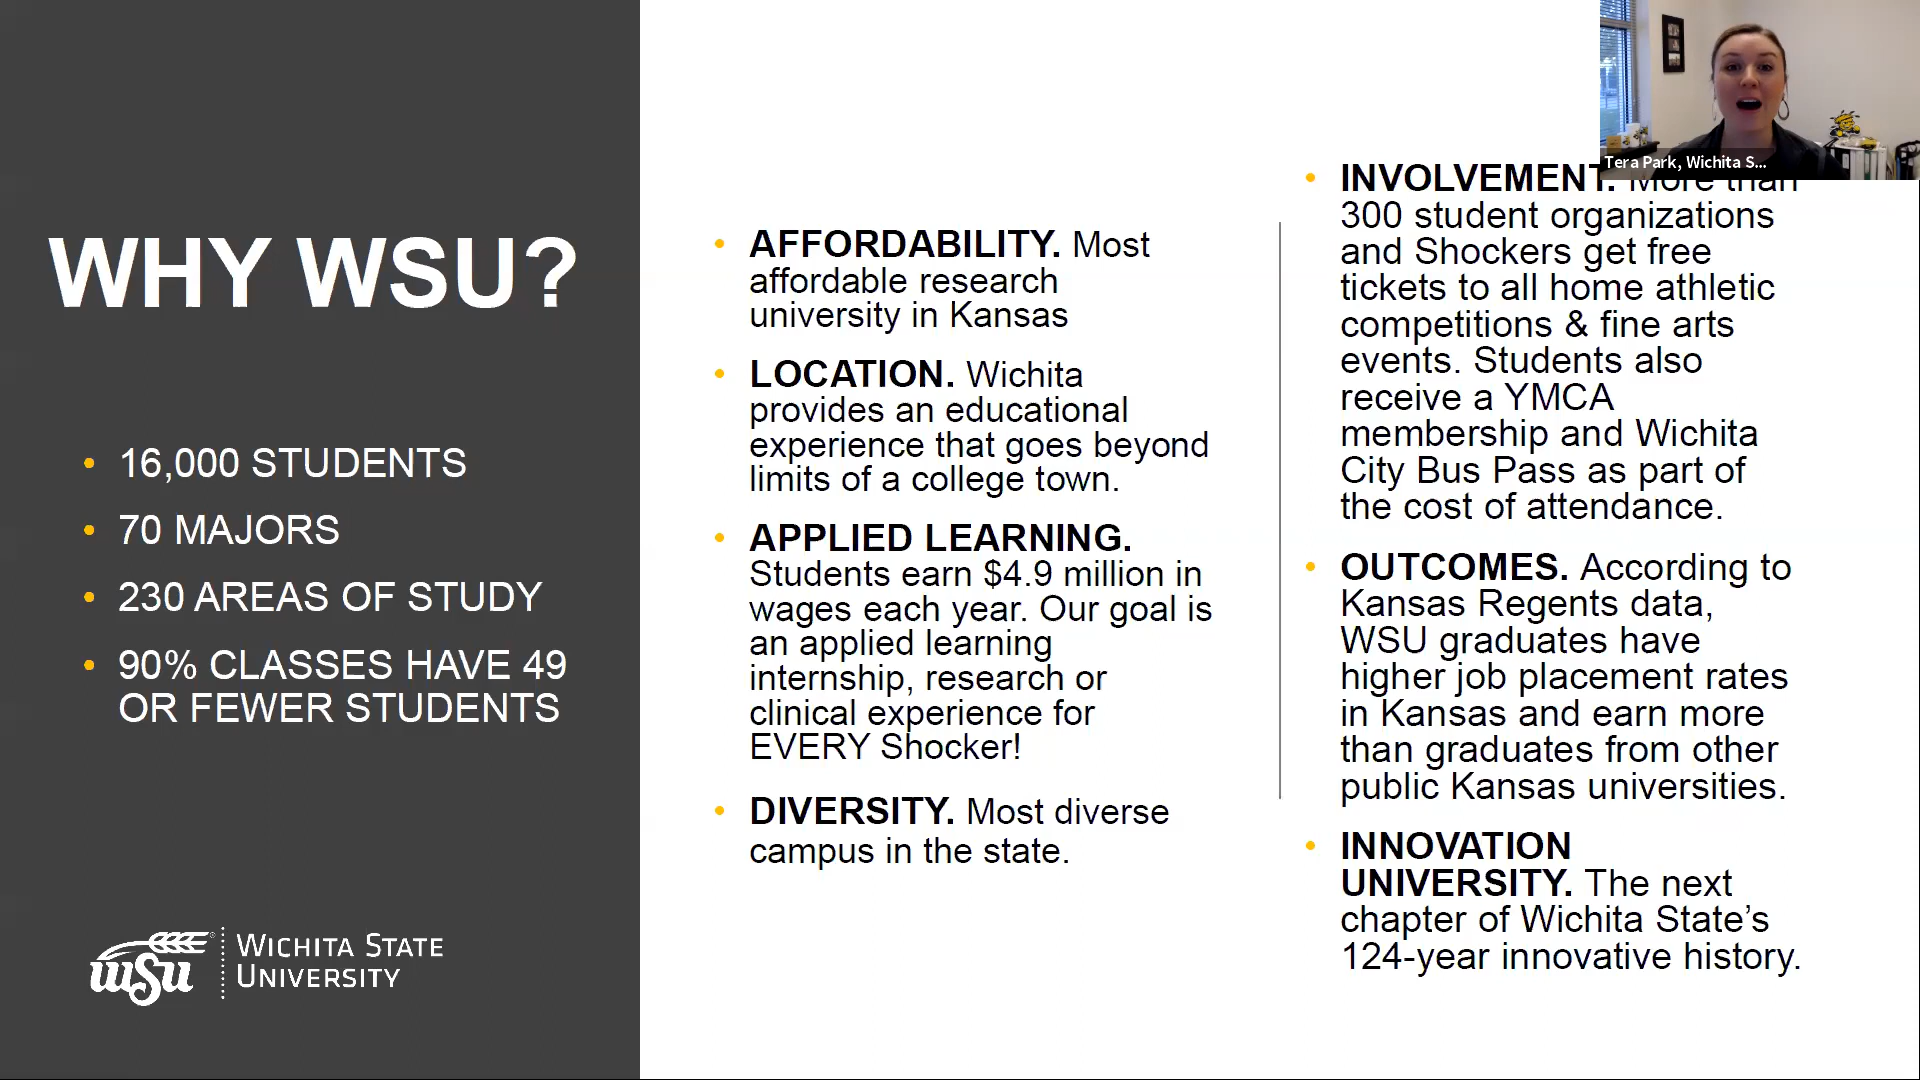 WHY WSU?
• 16,000 STUDENTS
• 70 MAJORS
• 230 AREAS OF STUDY
• 90% CLASSES HAVE 49
OR FEWER STUDENTS
wsu
WICHITA STATE
UNIVERSITY
• AFFORDABILITY. Most
affordable research
university in Kansas
• LOCATION. Wichita
provides an educational
experience that goes beyond
limits of a college town.
• APPLIED LEARNING.
Students earn $4.9 million in
wages each year. Our goal is
an applied learning
internship, research or
clinical experience for
EVERY Shocker!
• DIVERSITY. Most diverse
campus in the state.
• INVOLVEMENT. More than
300 student organizations
and Shockers get free
tickets to all home athletic
competitions & fine arts
events. Students also
receive a YMCA
membership and Wichita
City Bus Pass as part of
the cost of attendance.
• OUTCOMES. According to
Kansas Regents data,
WSU graduates have
higher job placement rates
in Kansas and earn more
than graduates from other
public Kansas universities.
• INNOVATION
UNIVERSITY. The next
chapter of Wichita State’s
124-year innovative history.
Tera Park, Wichita S...